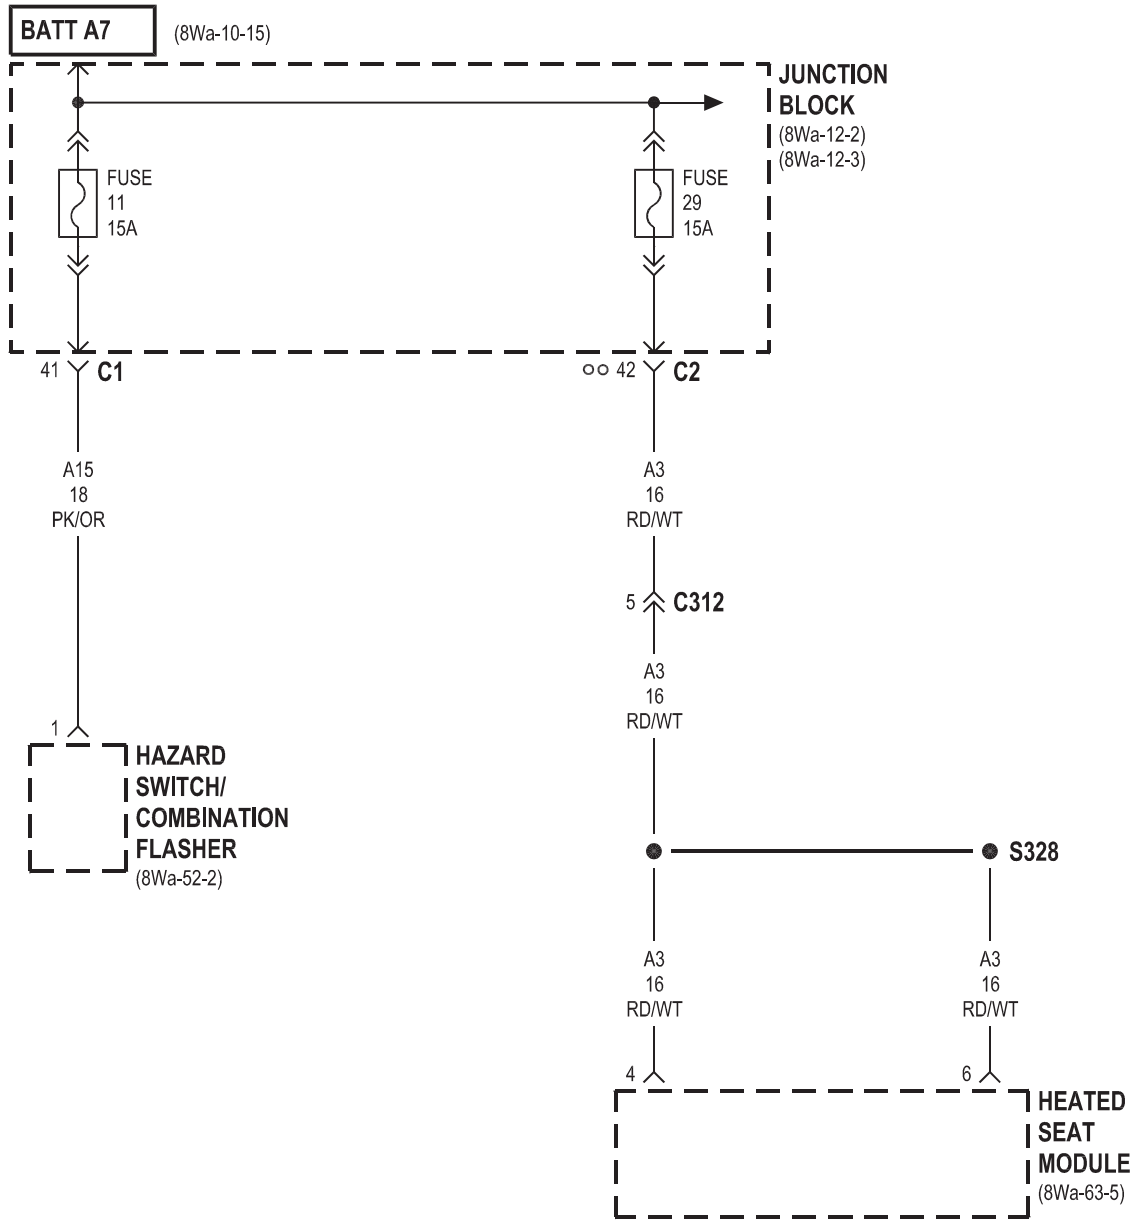 BATT A7
(8Wa-10-15)
JUNCTION
BLOCK
(8Wa-12-2)
(8Wa-12-3)
FUSE
11
15A
FUSE
29
15A
41
C1
42
C2
A15
18
PK/OR
A3
16
RD/WT
5
C312
A3
16
RD/WT
1
HAZARD
SWITCH/
COMBINATION
FLASHER
(8Wa-52-2)
S328
A3
16
RD/WT
A3
16
RD/WT
4
6
HEATED
SEAT
MODULE
(8Wa-63-5)